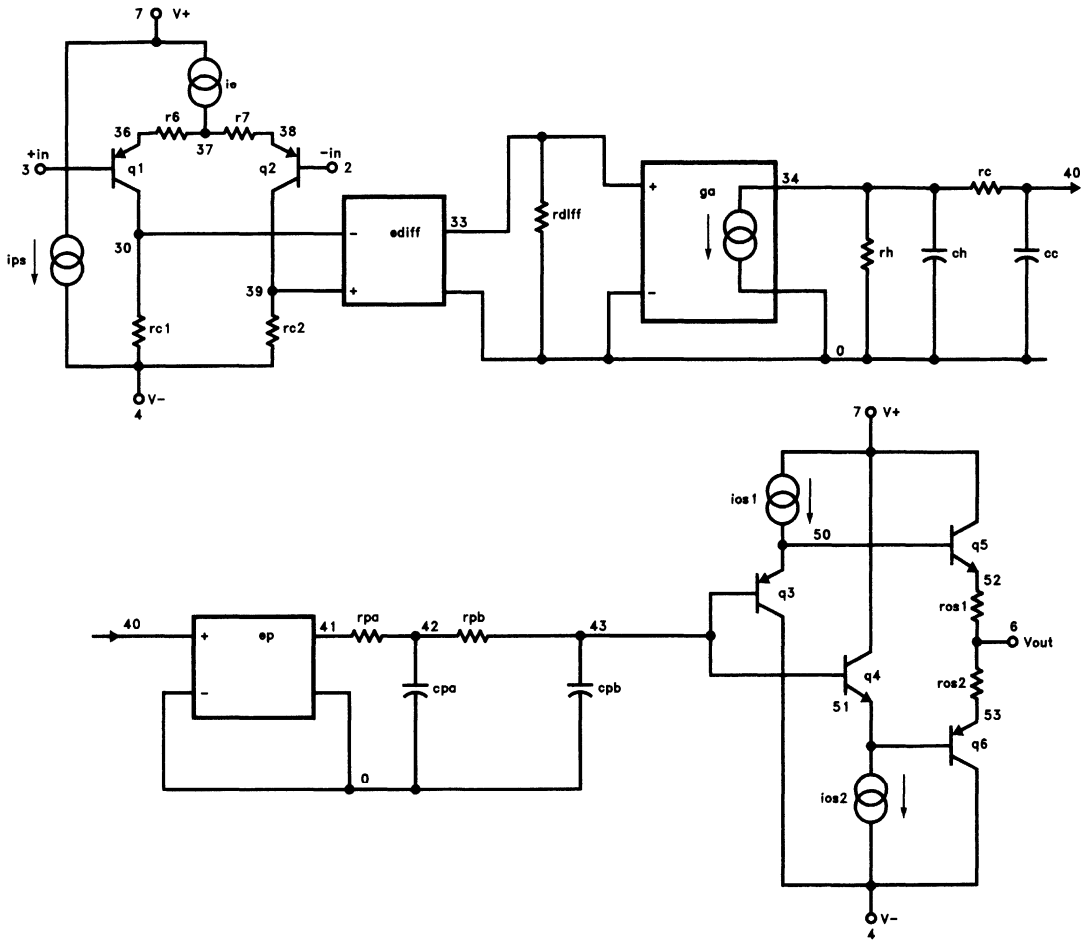 7 V+
ie
r6 r7
36 38
37
+in -in
3 q1 q2 2
33 34 rc 40
ediff - +
rdiff
ga + -
30
ips
39
rh ch cc
rc1 rc2
0
V-
4
7 V+
ios1
50
q5
q3 52
ros1
40 + ep 41 rpa 42 rpb 43
6 Vout
q4
ros2
- cpa cpb
51 53
q6
0
ios2
V-
4